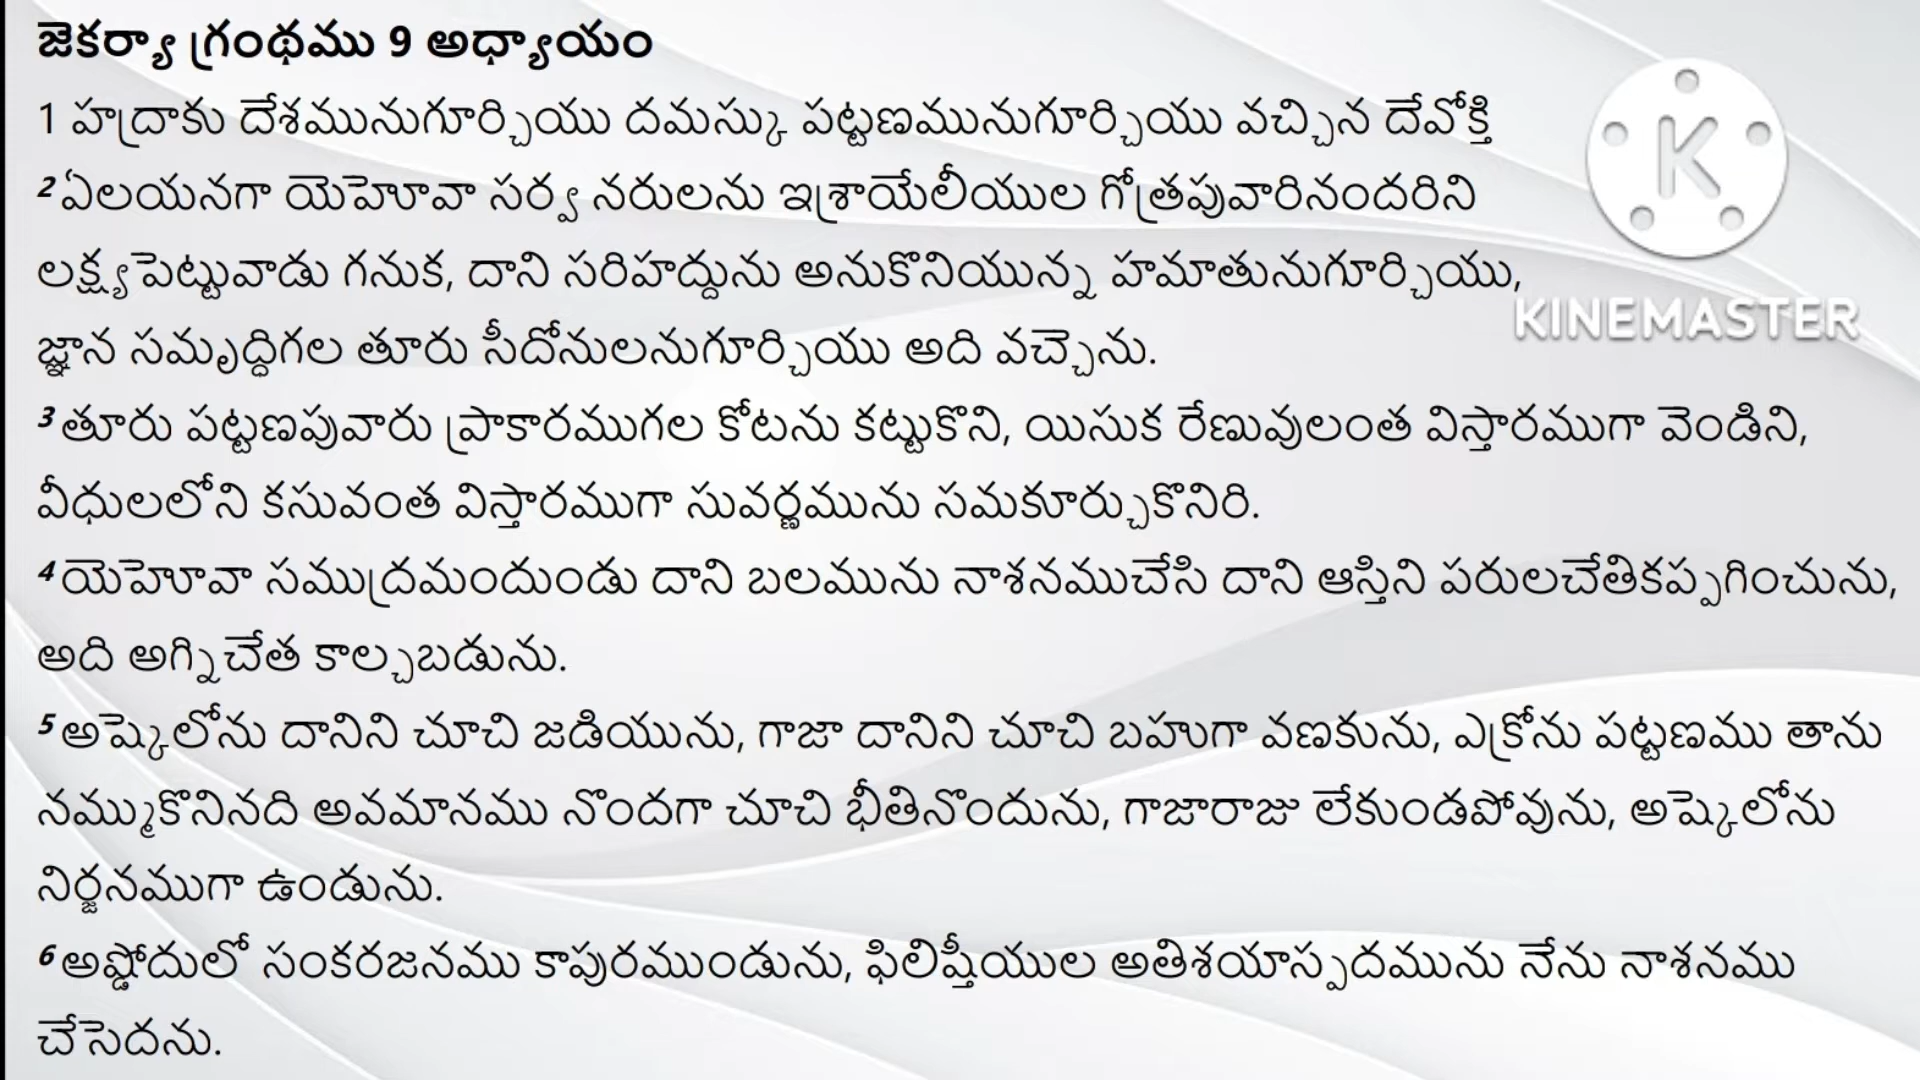 జెకర్యా గ్రంథము 9 అధ్యాయం
1 హద్రాకు దేశమునుగూర్చియు దమస్కు పట్టణమునుగూర్చియు వచ్చిన దేవోక్తి
2 ఏలయనగా యెహెూవా సర్వ నరులను ఇశ్రాయేలీయుల గోత్రపువారినందరిని
లక్ష్యపెట్టువాడు గనుక, దాని సరిహద్దును అనుకొనియున్న హమాతునుగూర్చియు,
జ్ఞాన సమృద్ధిగల తూరు సీదోనులనుగూర్చియు అది వచ్చెను.
3 తూరు పట్టణపువారు ప్రాకారముగల కోటను కట్టుకొని, యిసుక రేణువులంత విస్తారముగా వెండిని,
వీధులలోని కసువంత విస్తారముగా సువర్ణమును సమకూర్చుకొనిరి.
4 యెహెూవా సముద్రమందుండు దాని బలమును నాశనముచేసి దాని ఆస్తిని పరులచేతికప్పగించును,
అది అగ్నిచేత కాల్చబడును.
5 అష్కెలోను దానిని చూచి జడియును, గాజా దానిని చూచి బహుగా వణకును, ఎక్రోను పట్టణము తాను
నమ్ముకొనినది అవమానము నొందగా చూచి భీతినొందును, గాజారాజు లేకుండపోవును, అష్కెలోను
నిర్జనముగా ఉండును.
6 అష్డోదులో సంకరజనము కాపురముండును, ఫిలిష్తీయుల అతిశయాస్పదమును నేను నాశనము
చేసెదను.
K
KINEMASTER